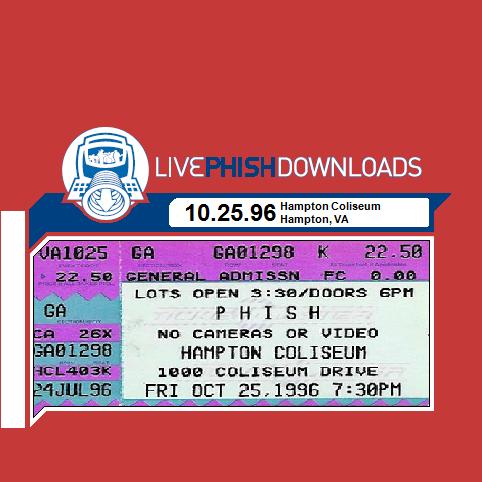 LIVEPHISHDOWNLOADS
10.25.96 Hampton Coliseum
Hampton, VA
VA1025 GA GA01298 K 22.50
22.50 GENERAL ADMISSN FC 0.00
LOTS OPEN 3:30/DOORS 6PM
GA PHISH
CA 26X NO CAMERAS OR VIDEO
GA01298 HAMPTON COLISEUM
HCL403K 1000 COLISEUM DRIVE
24JUL96 FRI OCT 25,1996 7:30PM